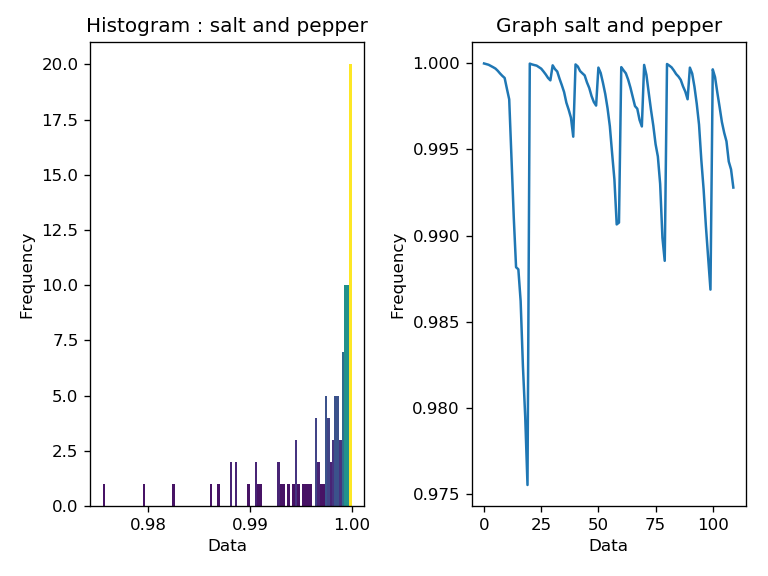 Histogram : salt and pepper
20.0
17.5
15.0
12.5
10.0
7.5
5.0
2.5
0.0
Frequency
0.98 0.99 1.00
Data
Graph salt and pepper
1.000
0.995
0.990
0.985
0.980
0.975
Frequency
0 25 50 75 100
Data